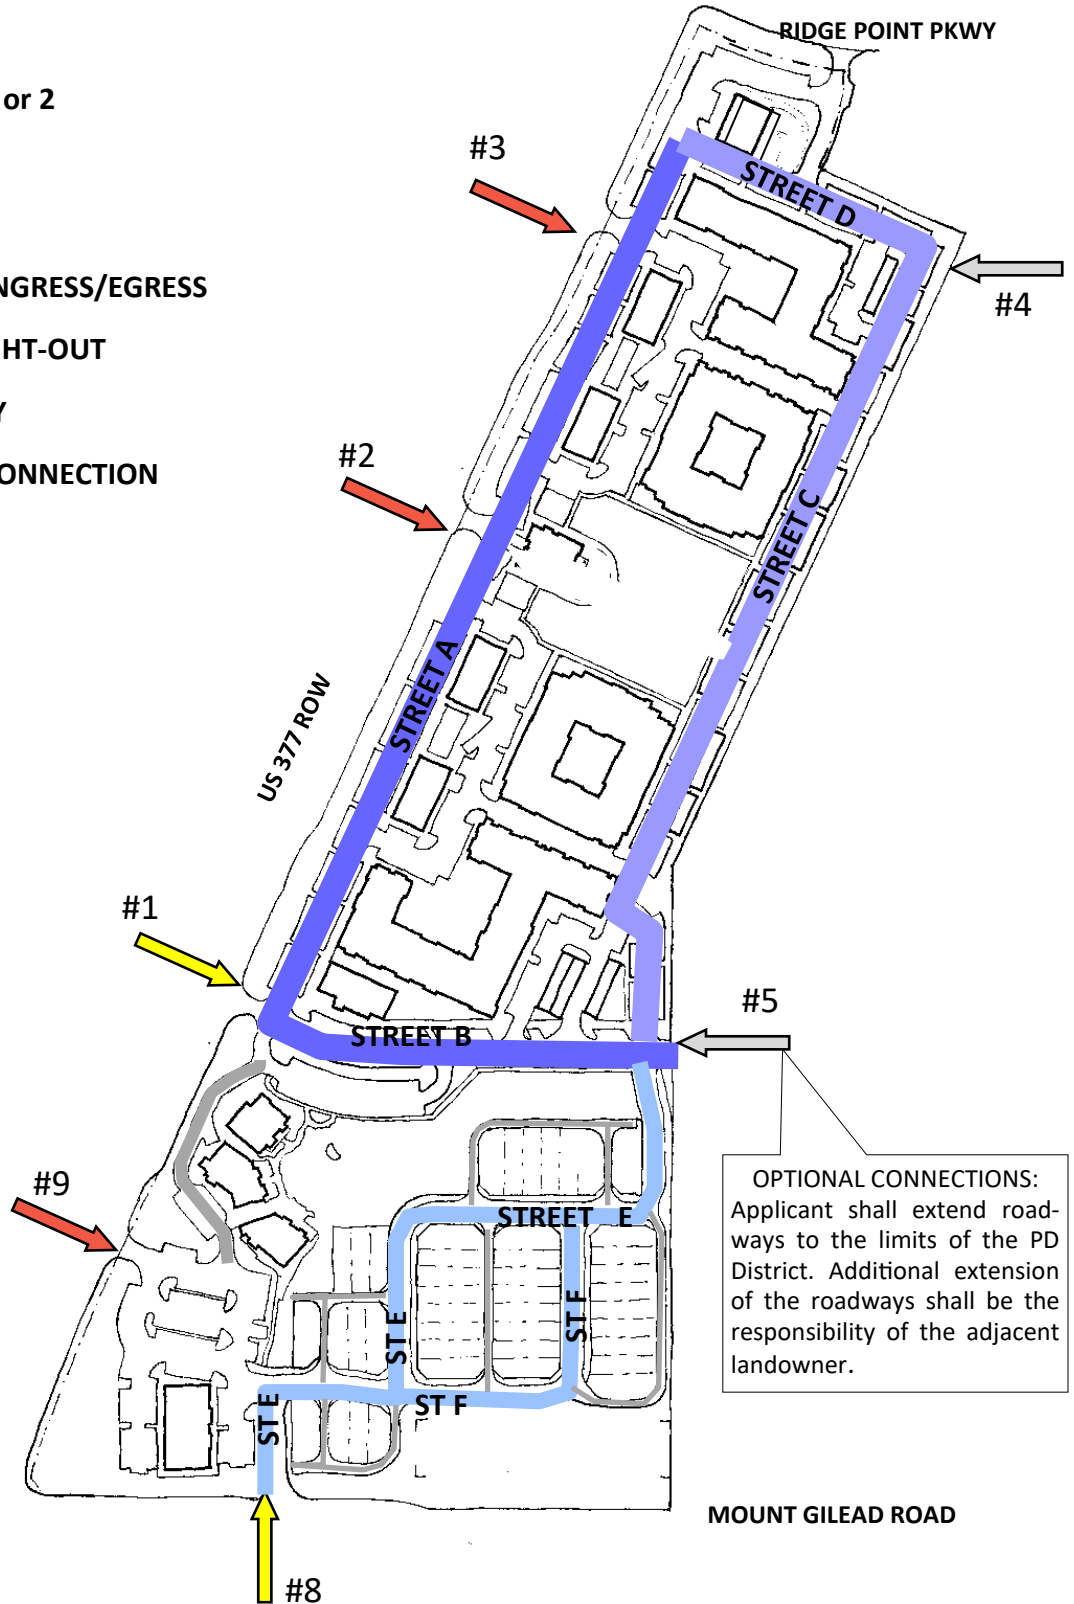 RIDGE POINT PKWY
or 2
#3
STREET D
NGRESS/EGRESS
#4
HT-OUT
Y
#2
ONNECTION
STREET C
STREET A
US 377 ROW
#1
#5
STREET B
OPTIONAL CONNECTIONS:
Applicant shall extend road-
ways to the limits of the PD
District. Additional extension
of the roadways shall be the
responsibility of the adjacent
landowner.
#9
STREET E
ST E
ST F
ST E
ST F
MOUNT GILEAD ROAD
#8